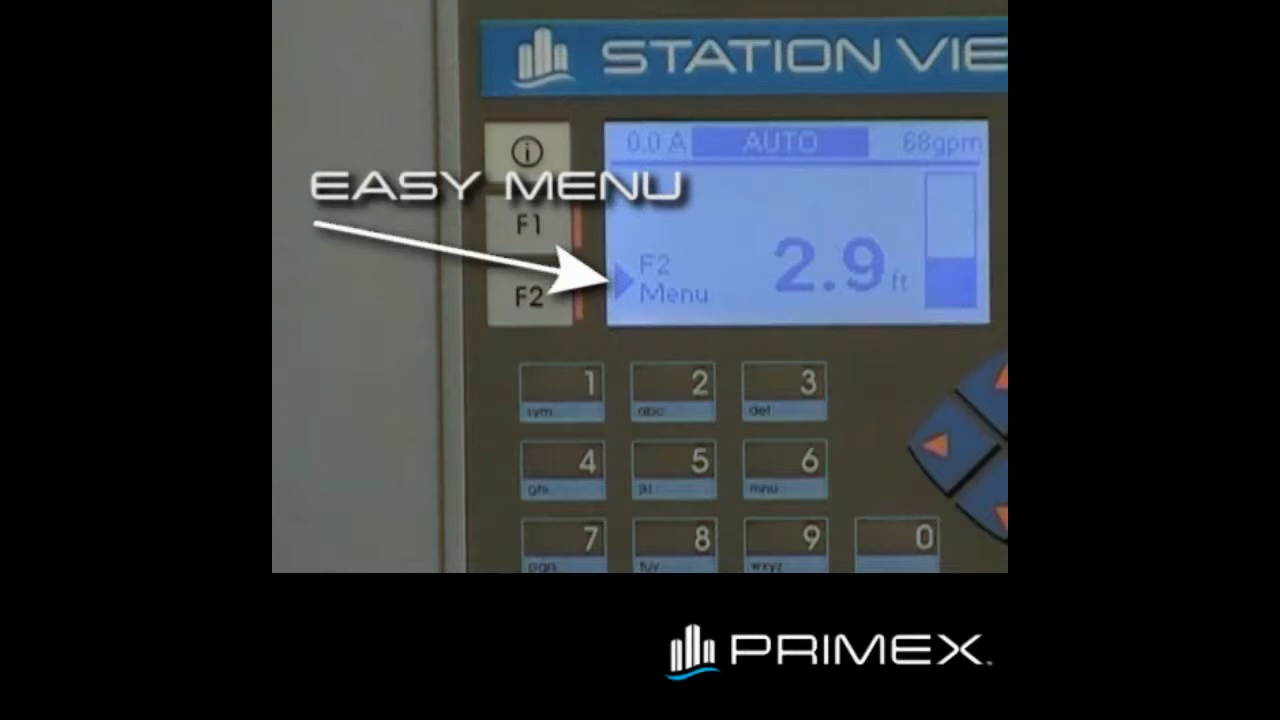 STATION VIE
0.0 A AUTO 68gpm
EASY MENU
i
F1
F2
F2
Menu
2.9 ft
1 2 3
sym abc def
4 5 6
ghi jkl mno
7 8 9 0
pqrs tuv wxyz
PRIMEX